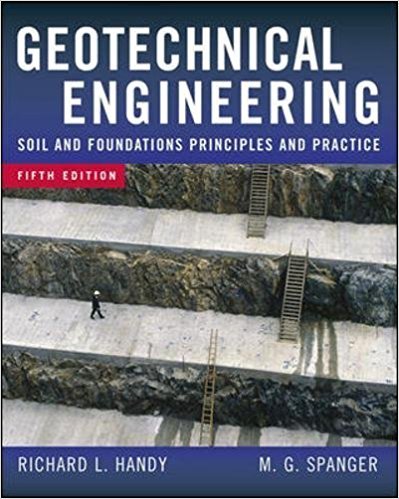 GEOTECHNICAL
ENGINEERING
SOIL AND FOUNDATIONS PRINCIPLES AND PRACTICE
FIFTH EDITION
RICHARD L. HANDY M. G. SPANGER